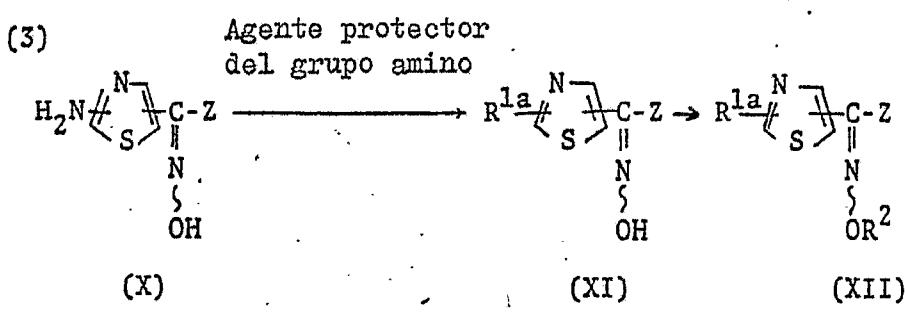 (3)
Agente protector
del grupo amino
H₂N N S C-Z N OH
R¹ᵃ N S C-Z N OH
R¹ᵃ N S C-Z N OR²
(X) (XI) (XII)